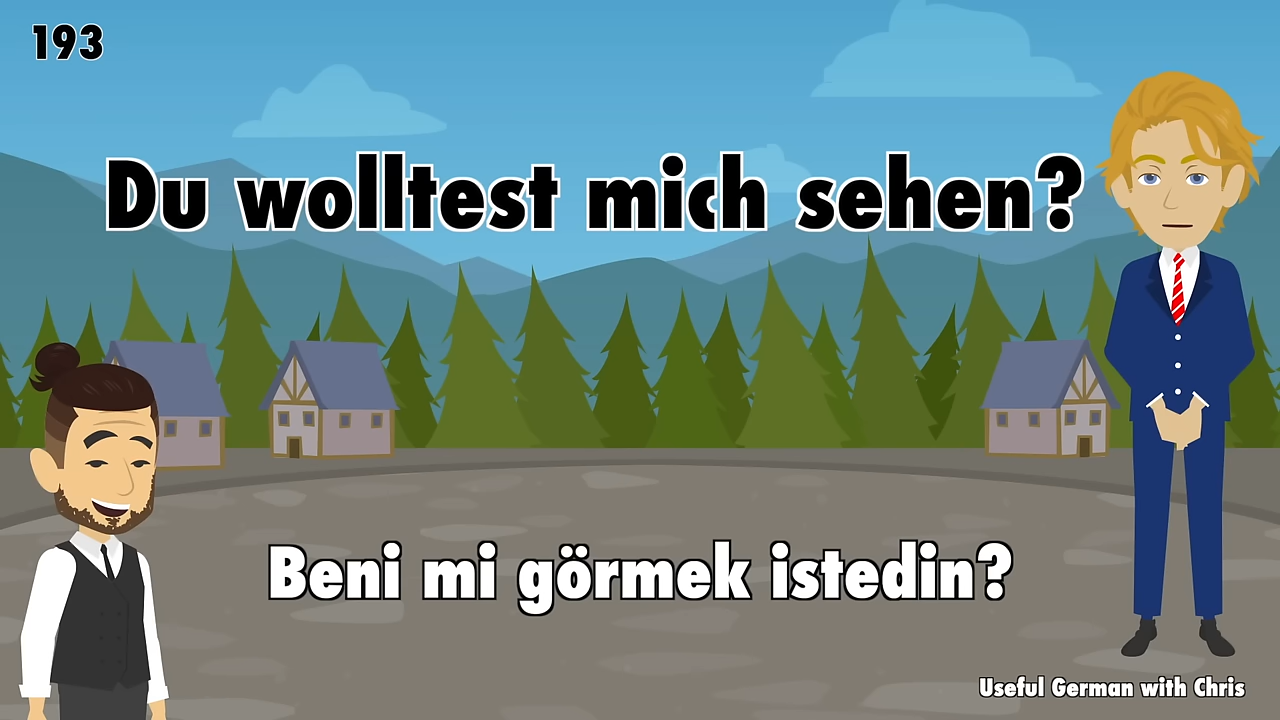 193
Du wolltest mich sehen?
Beni mi görmek istedin?
Useful German with Chris